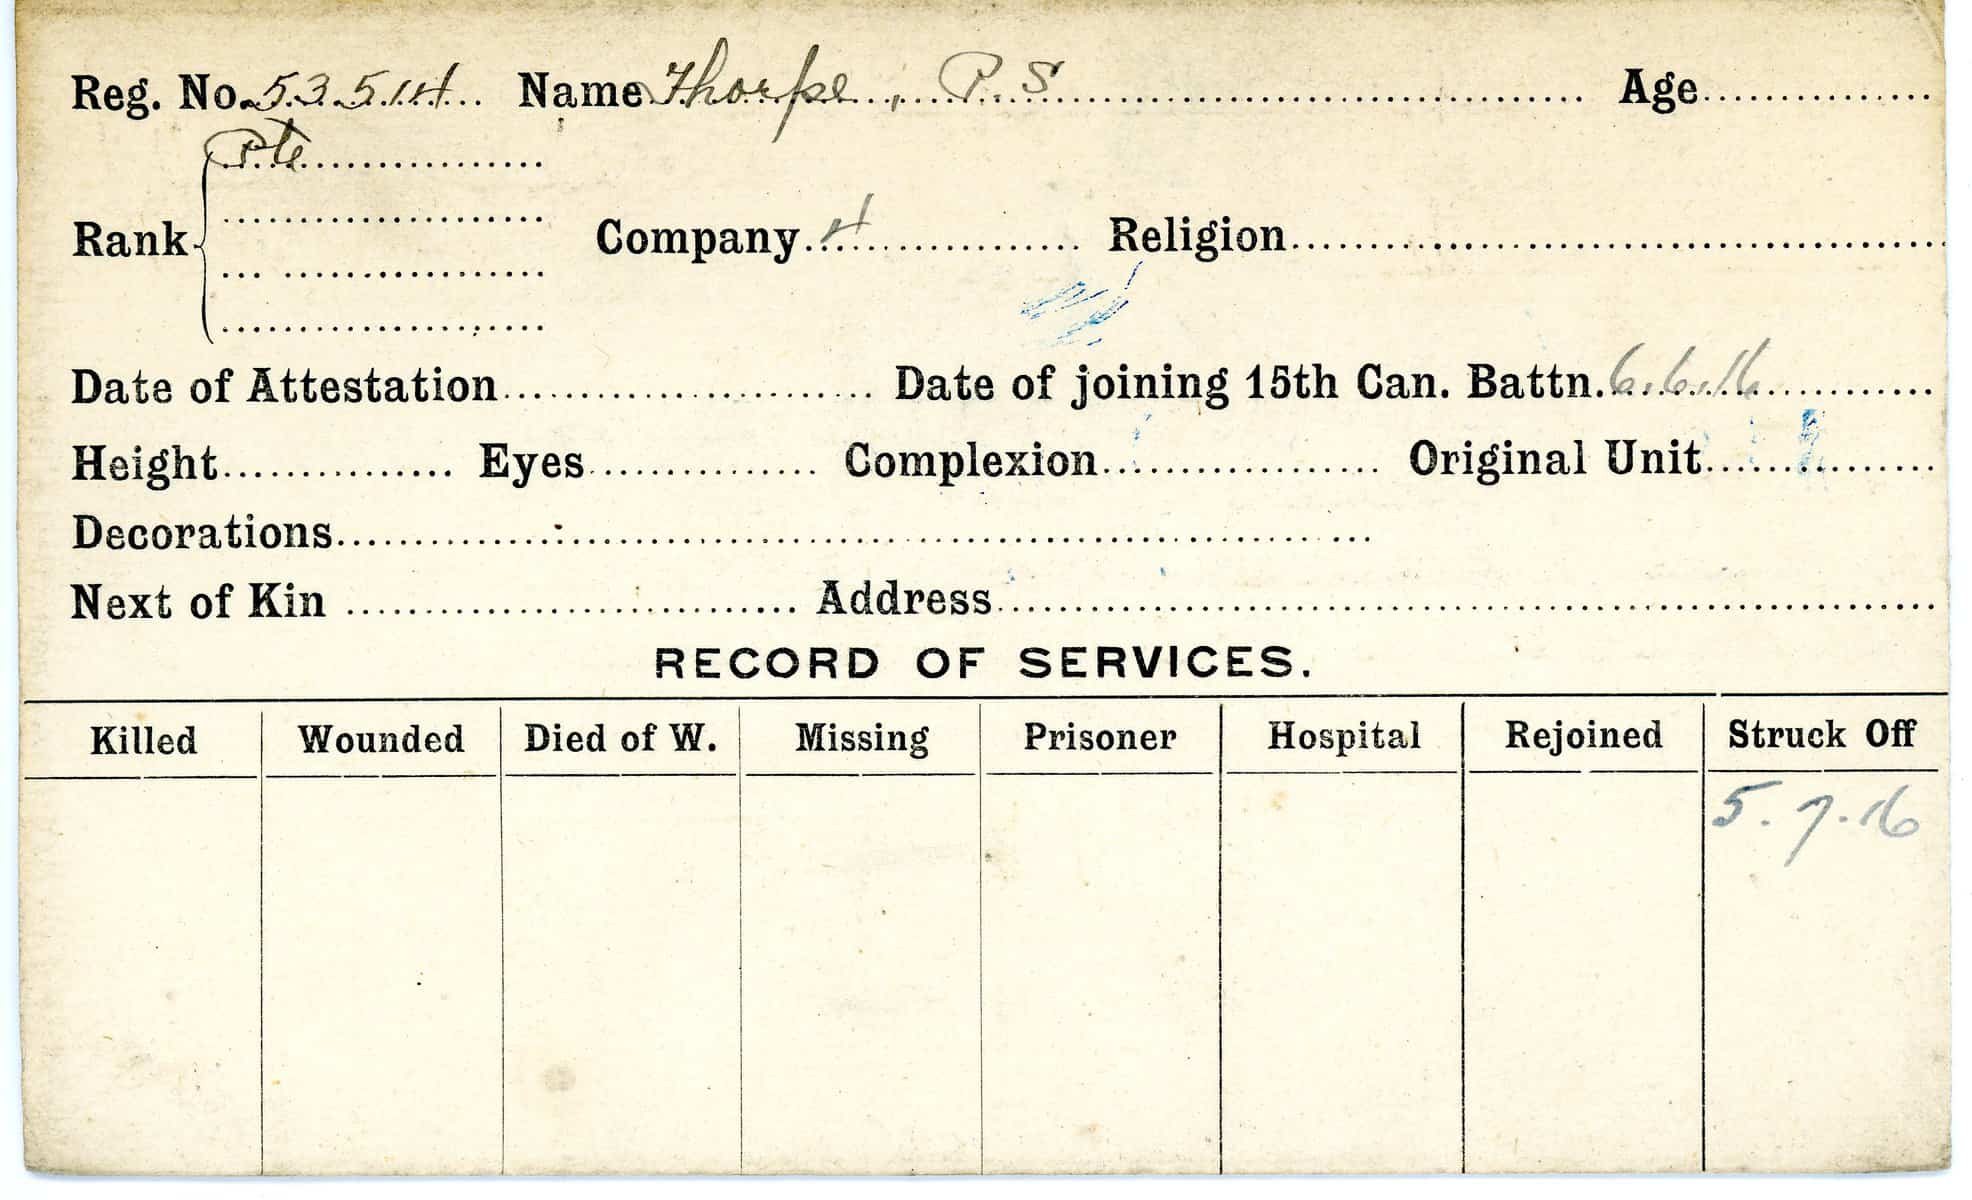 Reg. No. 53514 Name Thorpe, P. S Age
Pte
Rank Company 4 Religion
Date of Attestation Date of joining 15th Can. Battn. 6.6.16
Height Eyes Complexion Original Unit
Decorations
Next of Kin Address
RECORD OF SERVICES.
Killed Wounded Died of W. Missing Prisoner Hospital Rejoined Struck Off
5.7.16